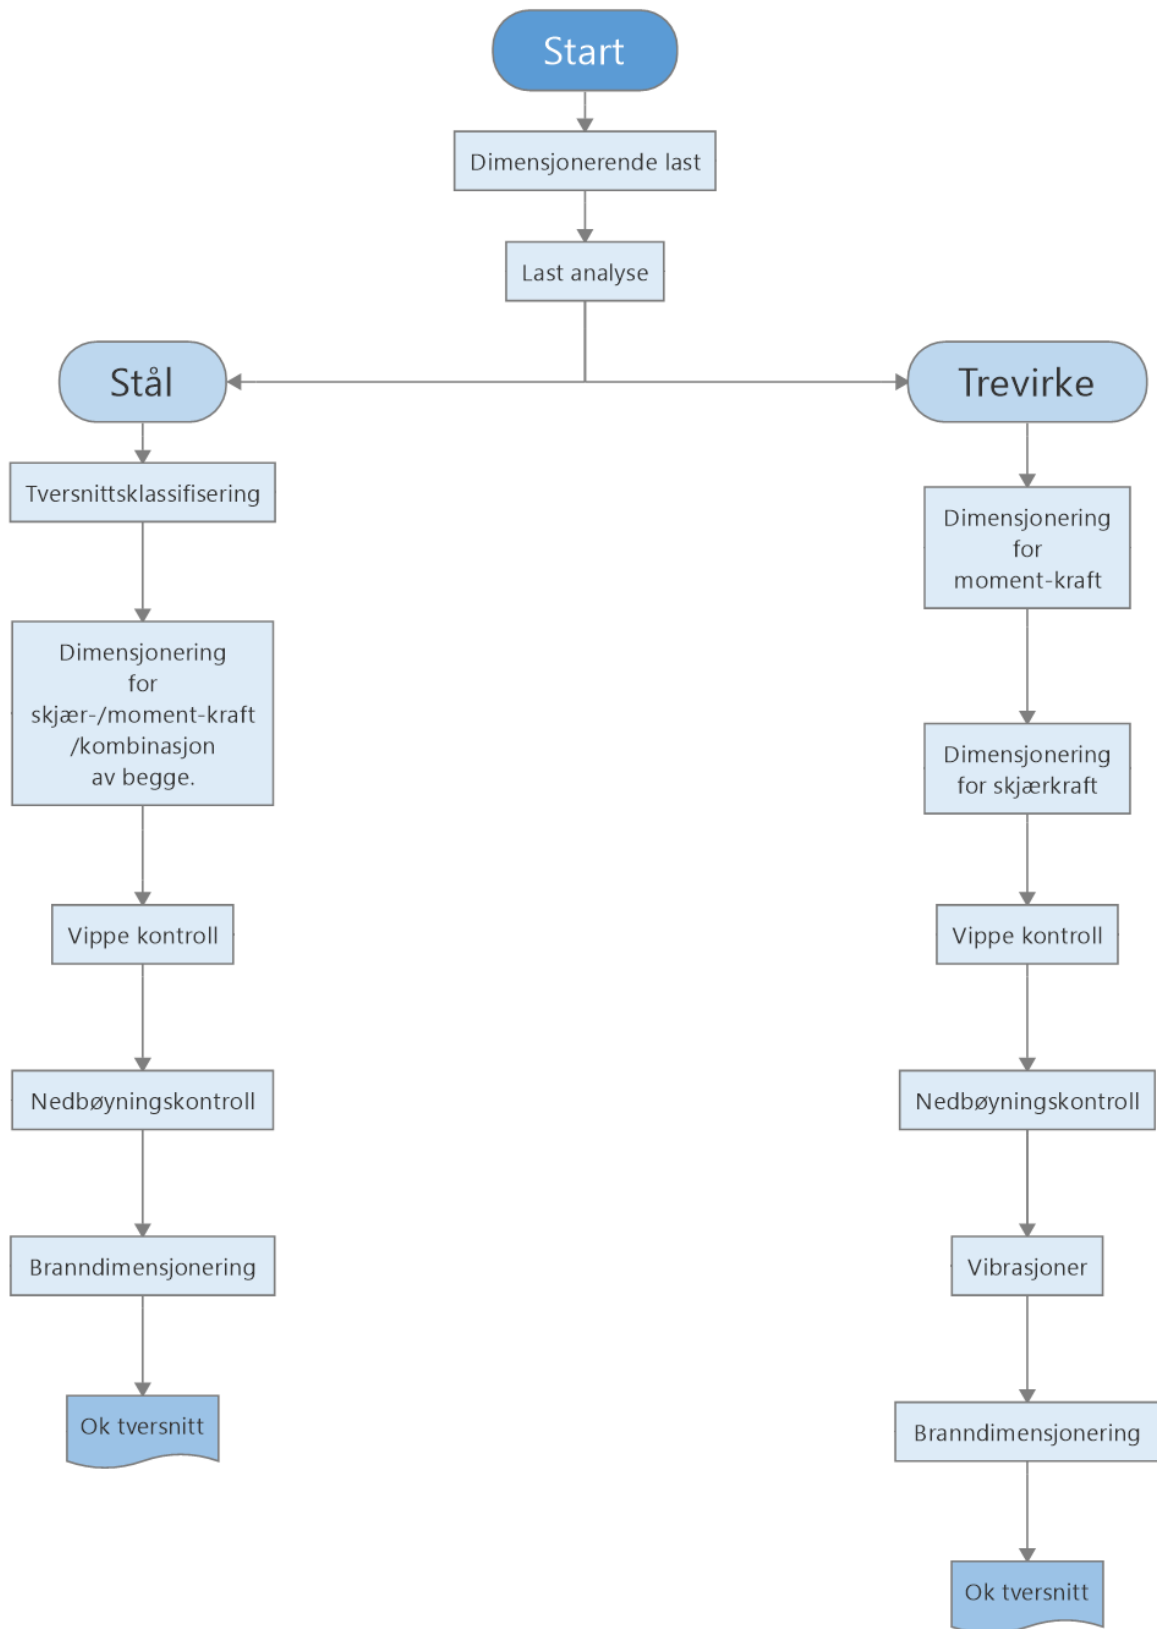 Start
Dimensjonerende last
Last analyse
Stål
Tversnittsklassifisering
Dimensjonering
for
skjær-/moment-kraft
/kombinasjon
av begge.
Vippe kontroll
Nedbøyningskontroll
Branndimensjonering
Ok tversnitt
Trevirke
Dimensjonering
for
moment-kraft
Dimensjonering
for skjærkraft
Vippe kontroll
Nedbøyningskontroll
Vibrasjoner
Branndimensjonering
Ok tversnitt